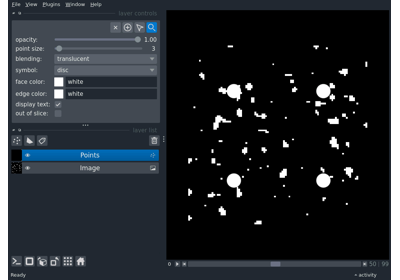 File View Plugins Window Help
layer controls
opacity: 1.00
point size: 3
blending: translucent
symbol: disc
face color: white
edge color: white
display text:
out of slice:
layer list
Points
Image
50 99
Ready
activity